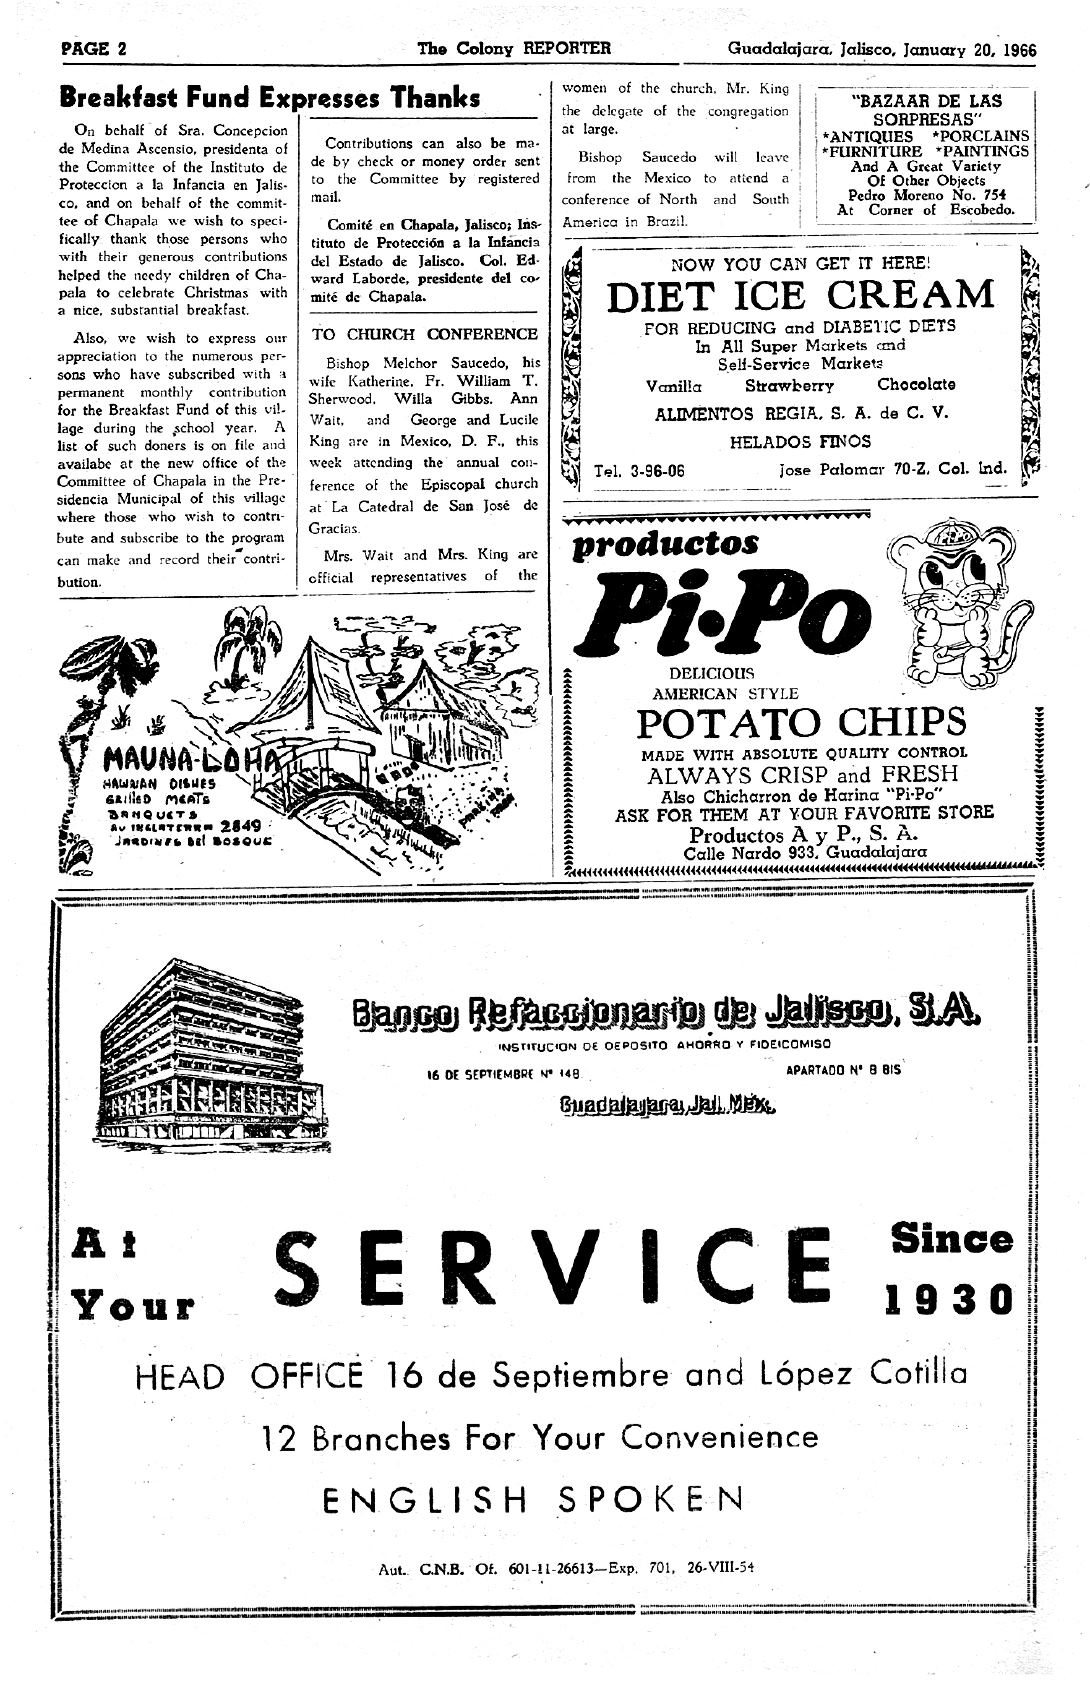 PAGE 2
The Colony REPORTER
Guadalajara, Jalisco, January 20, 1966
Breakfast Fund Expresses Thanks
On behalf of Sra. Concepcion
de Medina Ascensio, presidenta of
the Committee of the Instituto de
Proteccion a la Infancia en Jalis-
co, and on behalf of the commit-
tee of Chapala we wish to speci-
fically thank those persons who
with their generous contributions
helped the needy children of Cha-
pala to celebrate Christmas with
a nice, substantial breakfast.
Also, we wish to express our
appreciation to the numerous per-
sons who have subscribed with a
permanent monthly contribution
for the Breakfast Fund of this vil-
lage during the school year. A
list of such doners is on file and
availabe at the new office of the
Committee of Chapala in the Pre-
sidencia Municipal of this village
where those who wish to contri-
bute and subscribe to the program
can make and record their contri-
bution.
Contributions can also be ma-
de by check or money order sent
to the Committee by registered
mail.
Comité en Chapala, Jalisco; Ins-
tituto de Protección a la Infáncia
del Estado de Jalisco. Col. Ed-
ward Laborde, presidente del co-
mité de Chapala.
TO CHURCH CONFERENCE
Bishop Melchor Saucedo, his
wife Katherine, Fr. William T.
Sherwood, Willa Gibbs, Ann
Wait, and George and Lucile
King are in Mexico, D. F., this
week attending the annual con-
ference of the Episcopal church
at La Catedral de San José de
Gracias.
Mrs. Wait and Mrs. King are
official representatives of the
women of the church, Mr. King
the delegate of the congregation
at large.
Bishop Saucedo will leave
from the Mexico to attend a
conference of North and South
America in Brazil.
"BAZAAR DE LAS
SORPRESAS"
*ANTIQUES *PORCLAINS
*FURNITURE *PAINTINGS
And A Great Variety
Of Other Objects
Pedro Moreno No. 754
At Corner of Escobedo.
NOW YOU CAN GET IT HERE!
DIET ICE CREAM
FOR REDUCING and DIABETIC DIETS
In All Super Markets and
Self-Service Markets
Vanilla Strawberry Chocolate
ALIMENTOS REGIA, S. A. de C. V.
HELADOS FINOS
Tel. 3-96-06 Jose Palomar 70-Z, Col. Ind.
productos
Pi·Po
DELICIOUS
AMERICAN STYLE
POTATO CHIPS
MADE WITH ABSOLUTE QUALITY CONTROL
ALWAYS CRISP and FRESH
Also Chicharron de Harina "Pi-Po"
ASK FOR THEM AT YOUR FAVORITE STORE
Productos A y P., S. A.
Calle Nardo 933, Guadalajara
MAUNA-LOHA
HAWAIIAN DISHES
GRILLED MEATS
BANQUETS
AV INGLATERRA 2849
JARDINES del BOSQUE
Banco Refaccionario de Jalisco, S.A.
INSTITUCION DE DEPOSITO AHORRO Y FIDEICOMISO
16 DE SEPTIEMBRE Nº 148 APARTADO Nº 8 BIS
Guadalajara, Jal. Méx.
At Your SERVICE Since 1930
HEAD OFFICE 16 de Septiembre and López Cotilla
12 Branches For Your Convenience
ENGLISH SPOKEN
Aut. C.N.B. Of. 601-11-26613—Exp. 701, 26-VIII-54